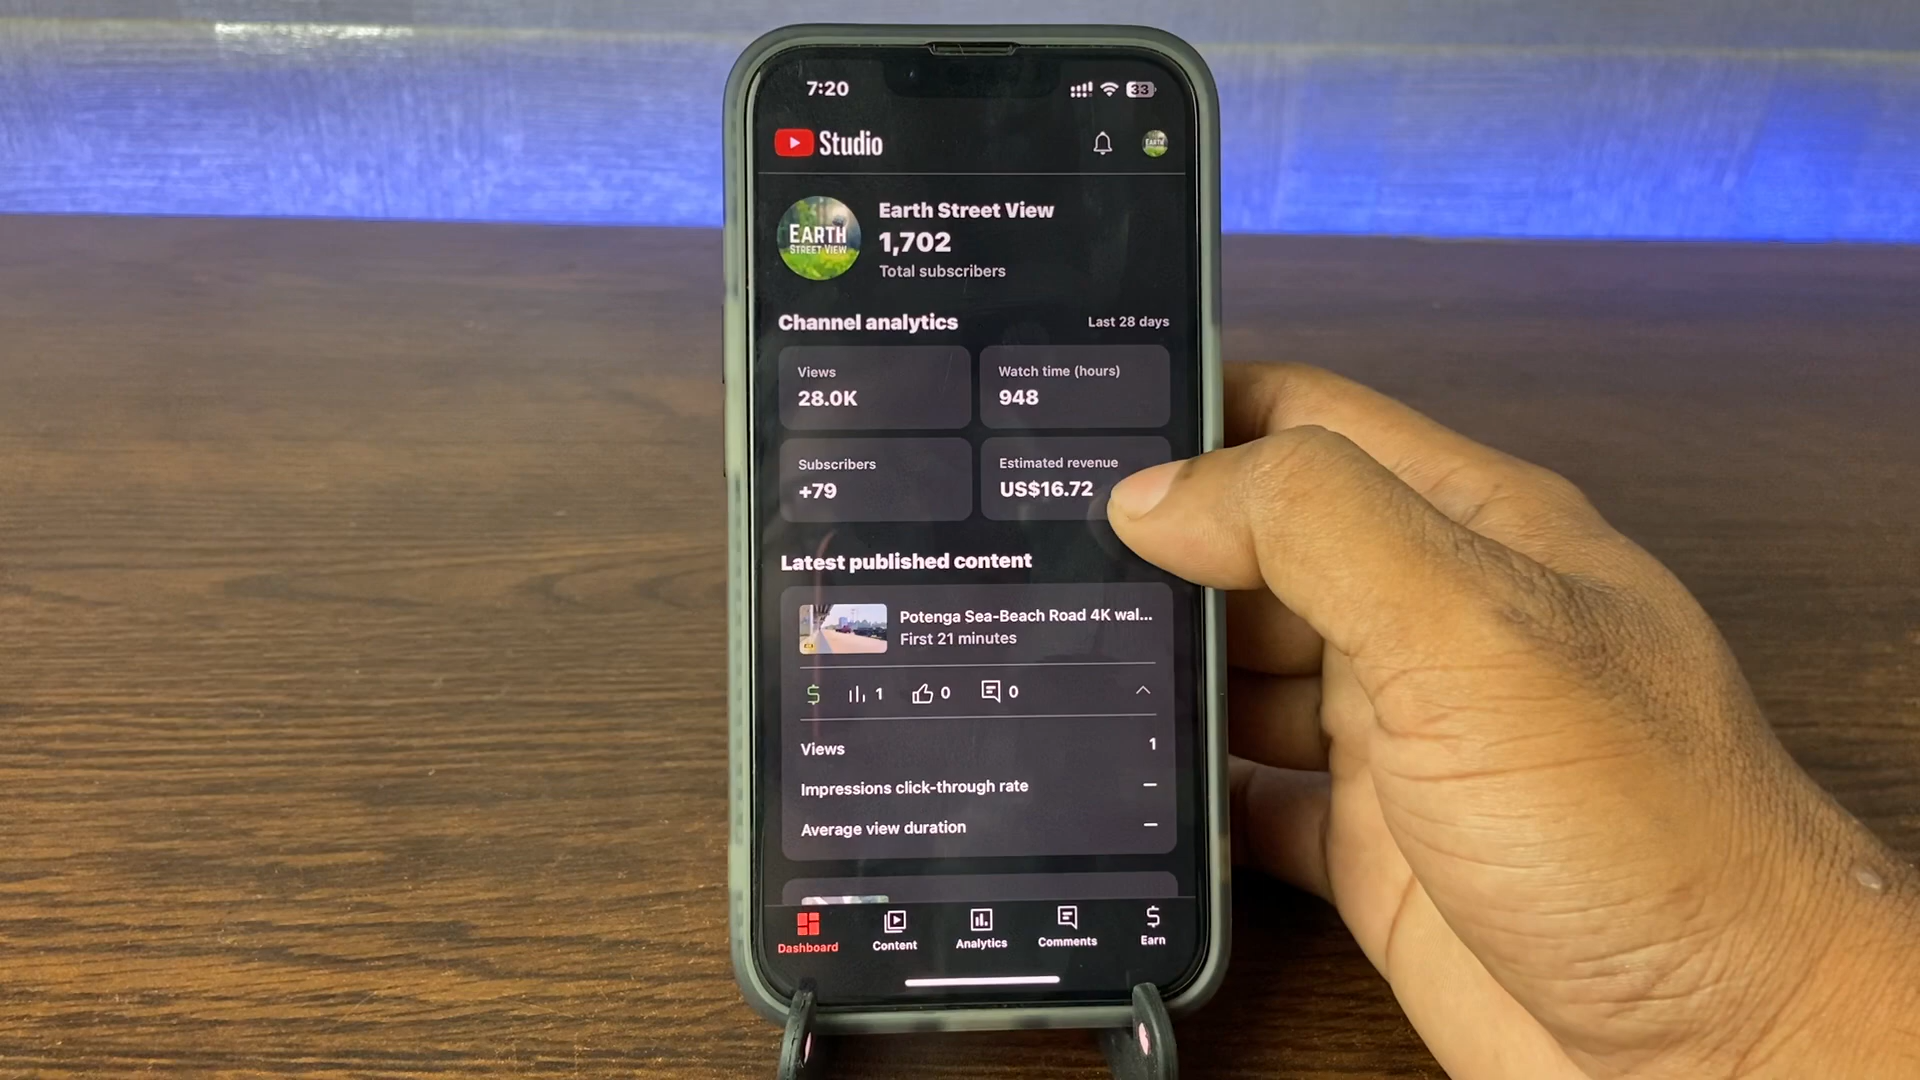 7:20
33
Studio
EARTH
EARTH
STREET VIEW
Earth Street View
1,702
Total subscribers
Channel analytics
Last 28 days
Views
28.0K
Watch time (hours)
948
Subscribers
+79
Estimated revenue
US$16.72
Latest published content
Potenga Sea-Beach Road 4K wal...
First 21 minutes
1
0
0
Views
1
Impressions click-through rate
—
Average view duration
—
Dashboard
Content
Analytics
Comments
Earn